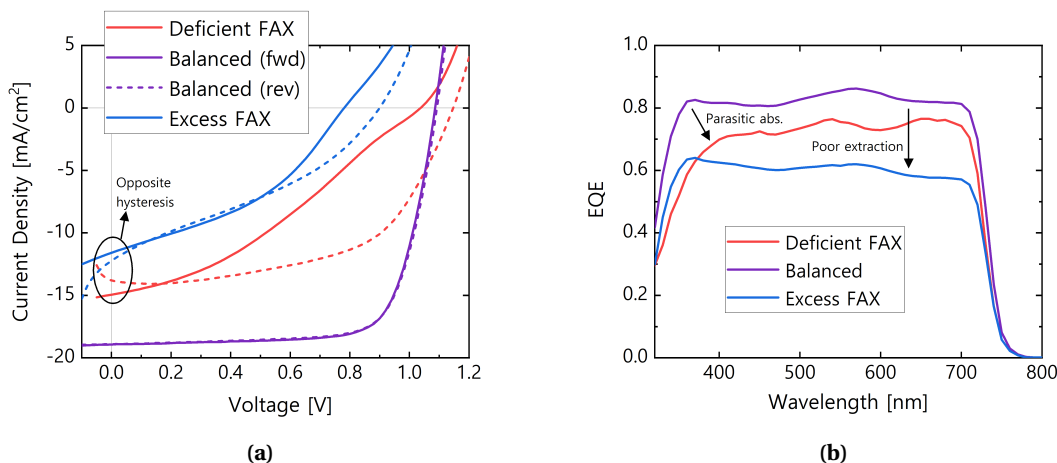 Deficient FAX
Balanced (fwd)
Balanced (rev)
Excess FAX
5
0
-5
-10
-15
-20
Current Density [mA/cm²]
Opposite
hysteresis
0.0
0.2
0.4
0.6
0.8
1.0
1.2
Voltage [V]
(a)
1.0
0.8
0.6
0.4
0.2
0.0
EQE
Parasitic abs.
Poor extraction
Deficient FAX
Balanced
Excess FAX
400
500
600
700
800
Wavelength [nm]
(b)